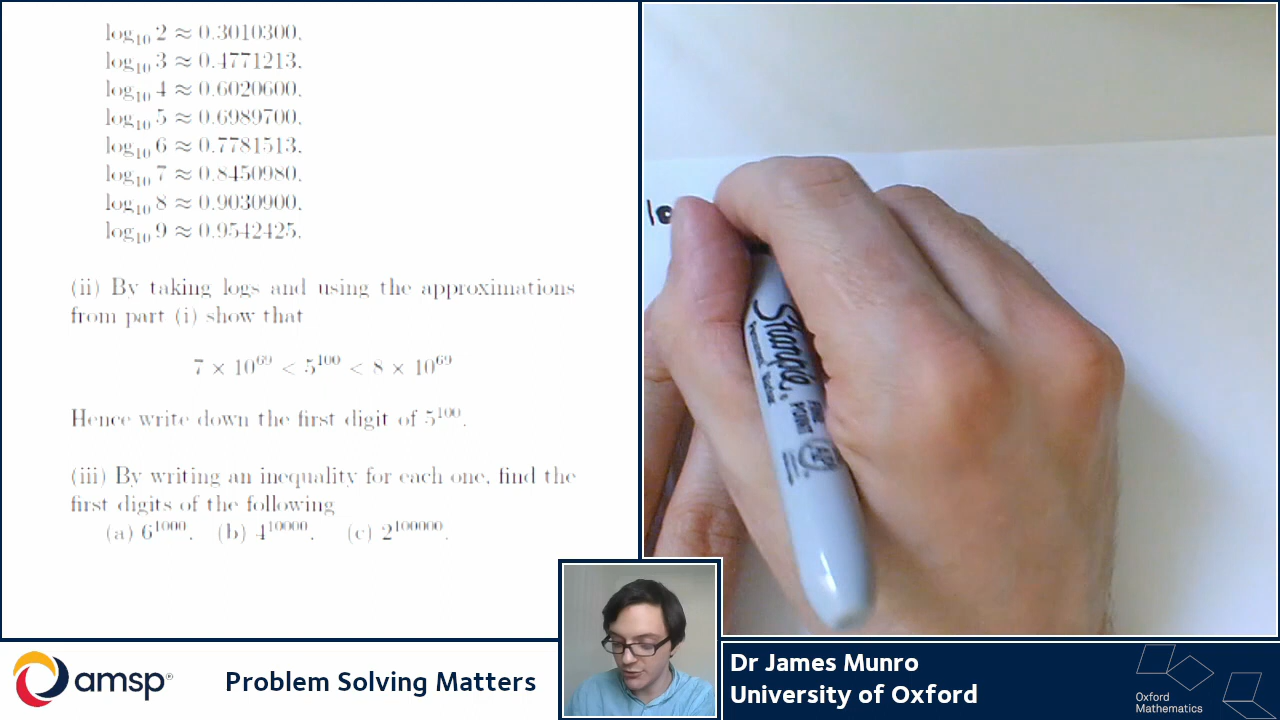 log₁₀ 2 ≈ 0.3010300,
log₁₀ 3 ≈ 0.4771213,
log₁₀ 4 ≈ 0.6020600,
log₁₀ 5 ≈ 0.6989700,
log₁₀ 6 ≈ 0.7781513,
log₁₀ 7 ≈ 0.8450980,
log₁₀ 8 ≈ 0.9030900,
log₁₀ 9 ≈ 0.9542425,
(ii) By taking logs and using the approximations
from part (i) show that
7 × 10⁶⁹ < 5¹⁰⁰ < 8 × 10⁶⁹
Hence write down the first digit of 5¹⁰⁰.
(iii) By writing an inequality for each one, find the
first digits of the following
(a) 6¹⁰⁰⁰. (b) 4¹⁰⁰⁰⁰. (c) 2¹⁰⁰⁰⁰⁰.
lo
Sharpie
FINE
POINT
amsp®
Problem Solving Matters
Dr James Munro
University of Oxford
Oxford
Mathematics